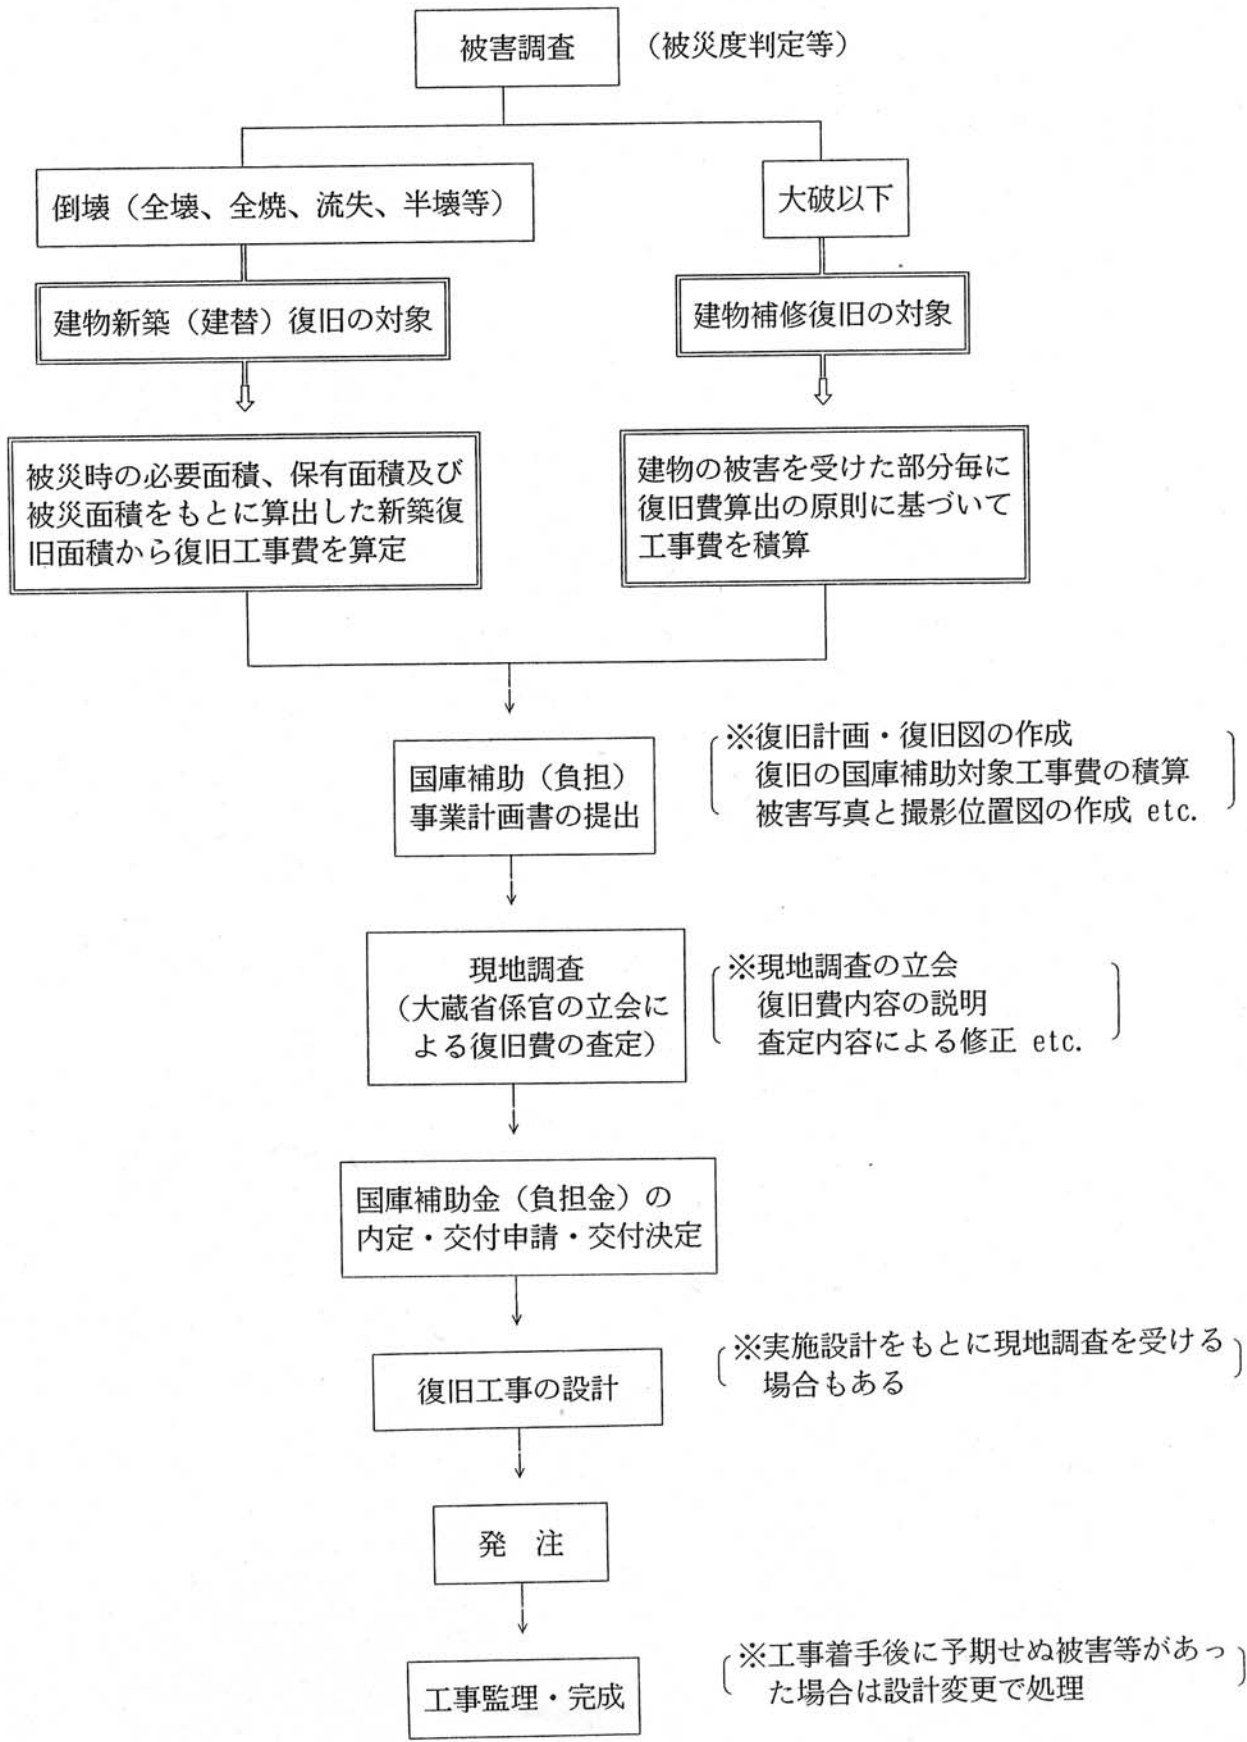 被害調査
(被災度判定等)
倒壊(全壊、全焼、流失、半壊等)
大破以下
建物新築(建替)復旧の対象
建物補修復旧の対象
被災時の必要面積、保有面積及び
被災面積をもとに算出した新築復
旧面積から復旧工事費を算定
建物の被害を受けた部分毎に
復旧費算出の原則に基づいて
工事費を積算
国庫補助(負担)
事業計画書の提出
※復旧計画・復旧図の作成
復旧の国庫補助対象工事費の積算
被害写真と撮影位置図の作成 etc.
現地調査
(大蔵省係官の立会に
よる復旧費の査定)
※現地調査の立会
復旧費内容の説明
査定内容による修正 etc.
国庫補助金(負担金)の
内定・交付申請・交付決定
復旧工事の設計
※実施設計をもとに現地調査を受ける
場合もある
発 注
工事監理・完成
※工事着手後に予期せぬ被害等があっ
た場合は設計変更で処理